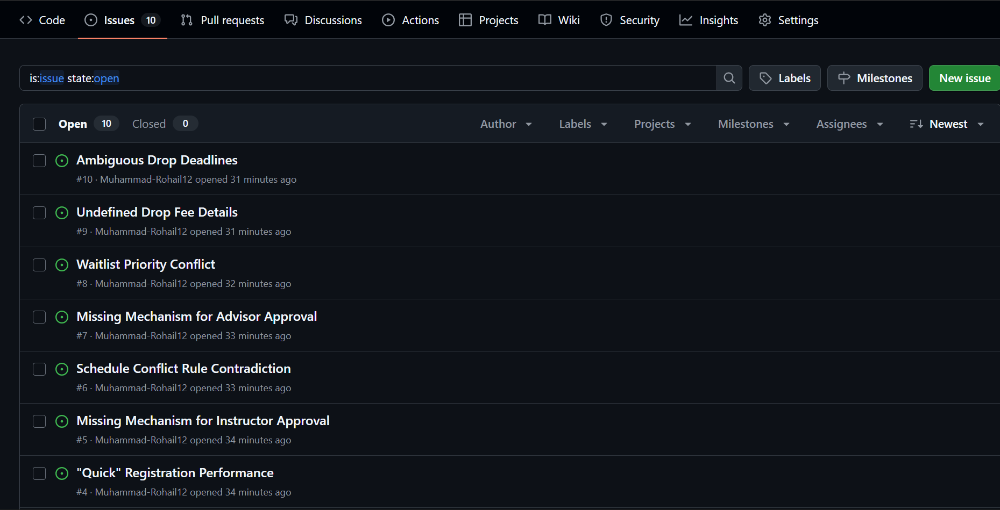 Code Issues 10 Pull requests Discussions Actions Projects Wiki Security Insights Settings
is:issue state:open Labels Milestones New issue
Open 10 Closed 0 Author Labels Projects Milestones Assignees Newest
Ambiguous Drop Deadlines
#10 · Muhammad-Rohail12 opened 31 minutes ago
Undefined Drop Fee Details
#9 · Muhammad-Rohail12 opened 31 minutes ago
Waitlist Priority Conflict
#8 · Muhammad-Rohail12 opened 32 minutes ago
Missing Mechanism for Advisor Approval
#7 · Muhammad-Rohail12 opened 33 minutes ago
Schedule Conflict Rule Contradiction
#6 · Muhammad-Rohail12 opened 33 minutes ago
Missing Mechanism for Instructor Approval
#5 · Muhammad-Rohail12 opened 34 minutes ago
"Quick" Registration Performance
#4 · Muhammad-Rohail12 opened 34 minutes ago